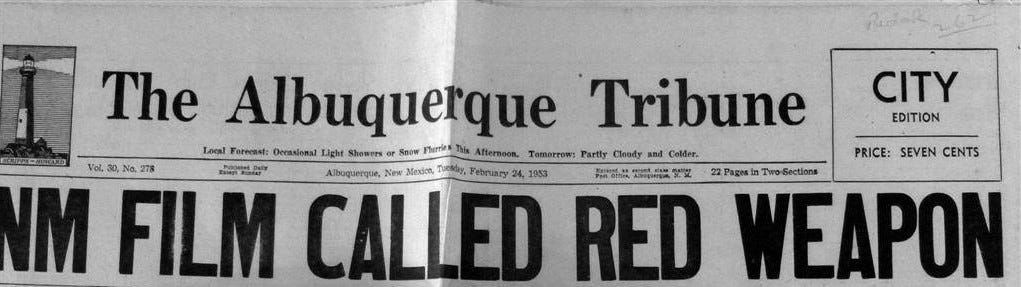 The Albuquerque Tribune
CITY
EDITION
PRICE: SEVEN CENTS
SCRIPPS - HOWARD
Local Forecast: Occasional Light Showers or Snow Flurries This Afternoon. Tomorrow: Partly Cloudy and Colder.
Vol. 30, No. 278
Published Daily
Except Sunday
Albuquerque, New Mexico, Tuesday, February 24, 1953
Entered as second class matter
Post Office, Albuquerque, N. M.
22 Pages in Two Sections
NM FILM CALLED RED WEAPON